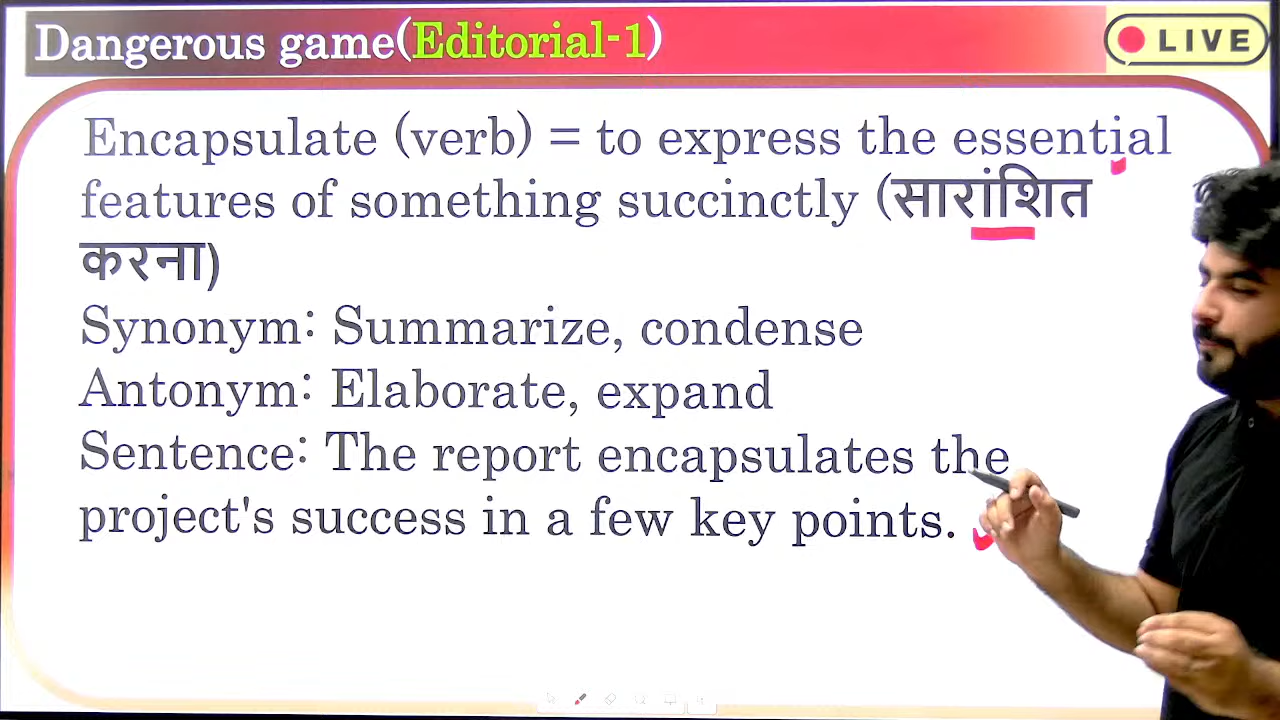 Dangerous game(Editorial-1)
LIVE
Encapsulate (verb) = to express the essential
features of something succinctly (सारांशित
करना)
Synonym: Summarize, condense
Antonym: Elaborate, expand
Sentence: The report encapsulates the
project's success in a few key points.